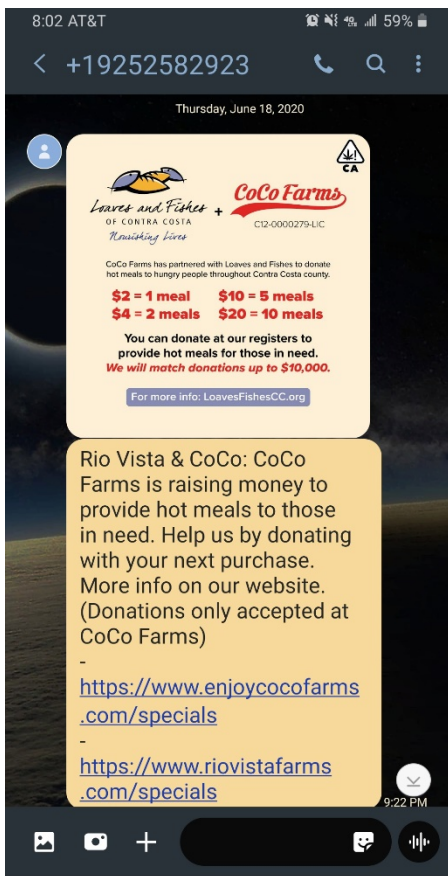 8:02 AT&T 59%
+19252582923
Thursday, June 18, 2020
CA
Loaves and Fishes
OF CONTRA COSTA
Nourishing Lives
+
CoCo Farms
C12-0000279-LIC
CoCo Farms has partnered with Loaves and Fishes to donate
hot meals to hungry people throughout Contra Costa county.
$2 = 1 meal $10 = 5 meals
$4 = 2 meals $20 = 10 meals
You can donate at our registers to
provide hot meals for those in need.
We will match donations up to $10,000.
For more info: LoavesFishesCC.org
Rio Vista & CoCo: CoCo
Farms is raising money to
provide hot meals to those
in need. Help us by donating
with your next purchase.
More info on our website.
(Donations only accepted at
CoCo Farms)
-
https://www.enjoycocofarms
.com/specials
-
https://www.riovistafarms
.com/specials
9:22 PM